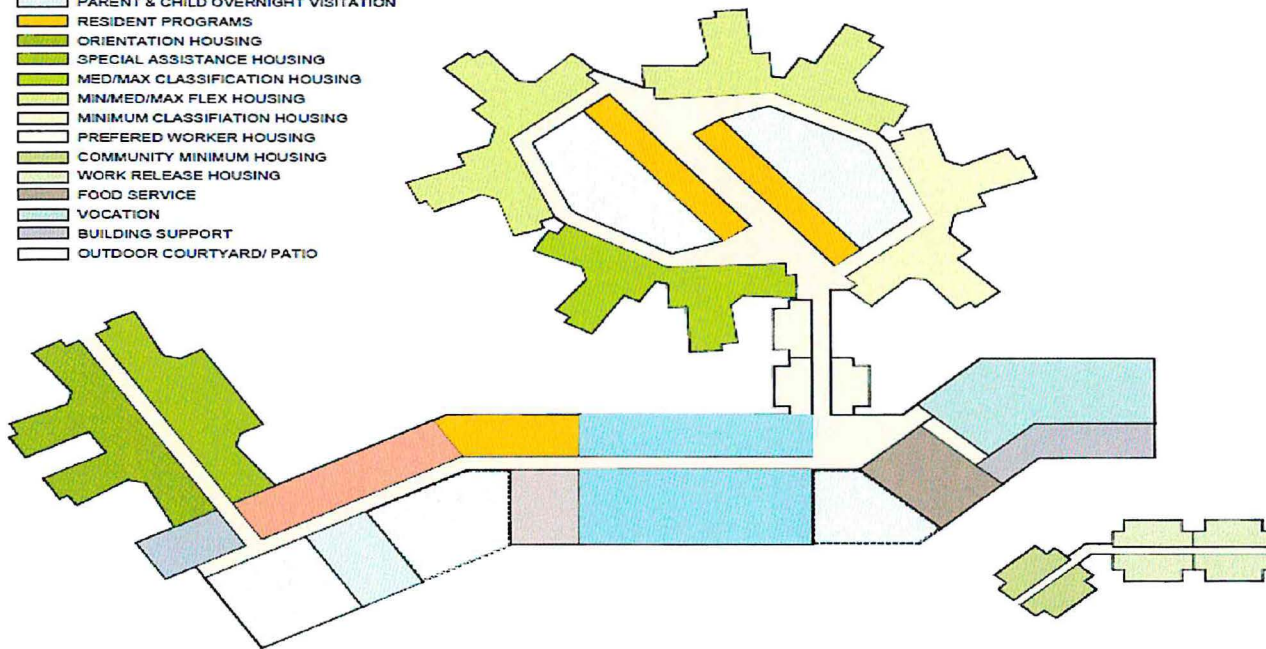 PARENT & CHILD OVERNIGHT VISITATION
RESIDENT PROGRAMS
ORIENTATION HOUSING
SPECIAL ASSISTANCE HOUSING
MED/MAX CLASSIFICATION HOUSING
MIN/MED/MAX FLEX HOUSING
MINIMUM CLASSIFIATION HOUSING
PREFERED WORKER HOUSING
COMMUNITY MINIMUM HOUSING
WORK RELEASE HOUSING
FOOD SERVICE
VOCATION
BUILDING SUPPORT
OUTDOOR COURTYARD/ PATIO